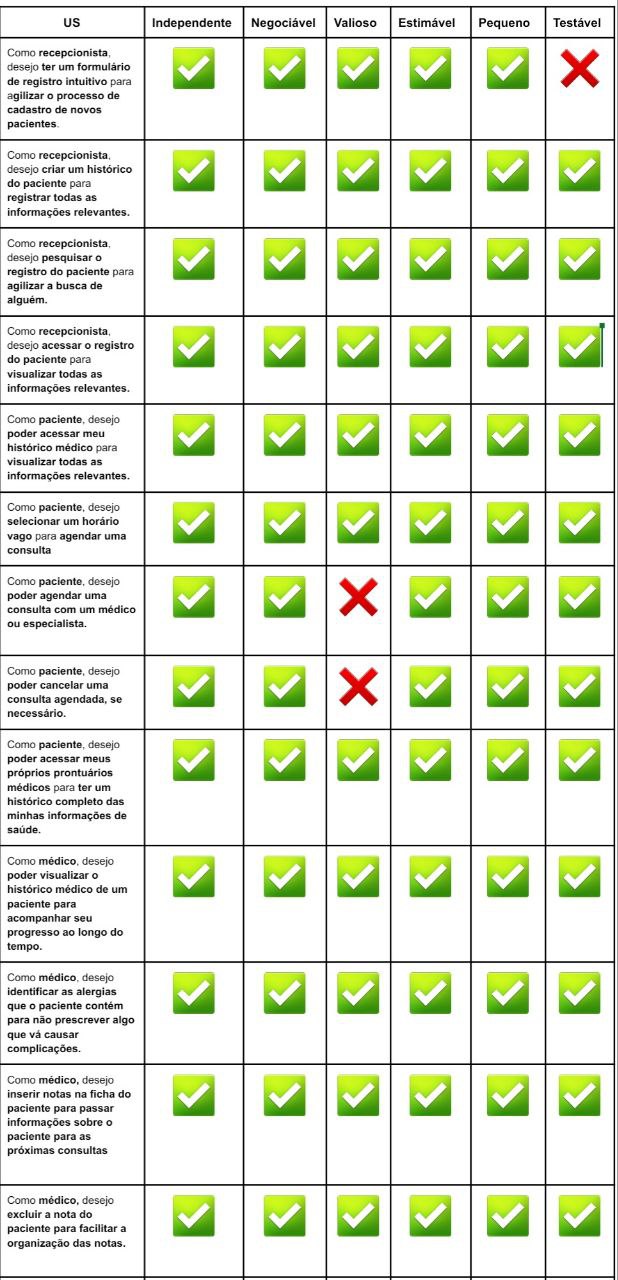 US Independente Negociável Valioso Estimável Pequeno Testável
Como recepcionista,
desejo ter um formulário
de registro intuitivo para
agilizar o processo de
cadastro de novos
pacientes.
Como recepcionista,
desejo criar um histórico
do paciente para
registrar todas as
informações relevantes.
Como recepcionista,
desejo pesquisar o
registro do paciente para
agilizar a busca de
alguém.
Como recepcionista,
desejo acessar o registro
do paciente para
visualizar todas as
informações relevantes.
Como paciente, desejo
poder acessar meu
histórico médico para
visualizar todas as
informações relevantes.
Como paciente, desejo
selecionar um horário
vago para agendar uma
consulta
Como paciente, desejo
poder agendar uma
consulta com um médico
ou especialista.
Como paciente, desejo
poder cancelar uma
consulta agendada, se
necessário.
Como paciente, desejo
poder acessar meus
próprios prontuários
médicos para ter um
histórico completo das
minhas informações de
saúde.
Como médico, desejo
poder visualizar o
histórico médico de um
paciente para
acompanhar seu
progresso ao longo do
tempo.
Como médico, desejo
identificar as alergias
que o paciente contém
para não prescrever algo
que vá causar
complicações.
Como médico, desejo
inserir notas na ficha do
paciente para passar
informações sobre o
paciente para as
próximas consultas
Como médico, desejo
excluir a nota do
paciente para facilitar a
organização das notas.